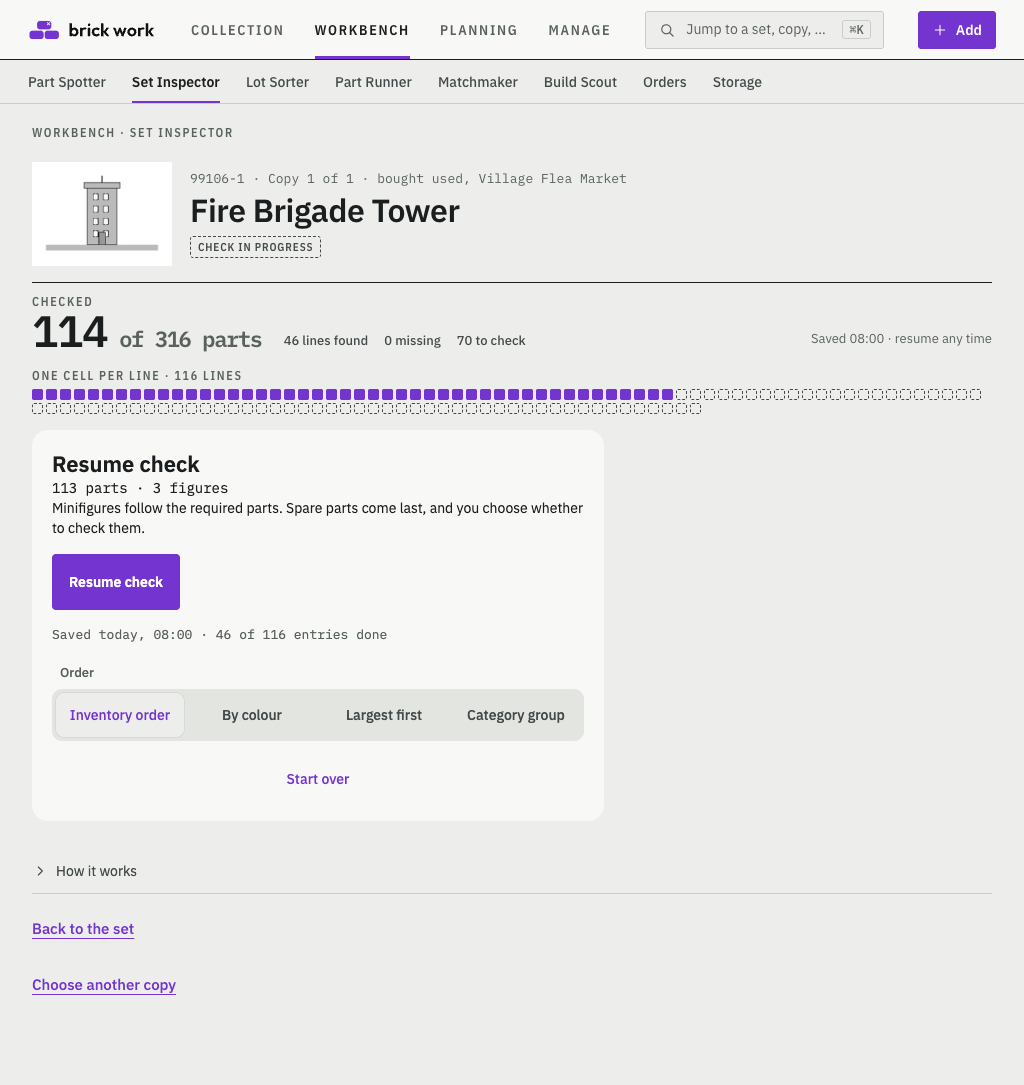 brick work
COLLECTION
WORKBENCH
PLANNING
MANAGE
Jump to a set, copy, ...
⌘K
+ Add
Part Spotter
Set Inspector
Lot Sorter
Part Runner
Matchmaker
Build Scout
Orders
Storage
WORKBENCH · SET INSPECTOR
99106-1 · Copy 1 of 1 · bought used, Village Flea Market
Fire Brigade Tower
CHECK IN PROGRESS
CHECKED
114 of 316 parts
46 lines found
0 missing
70 to check
Saved 08:00 · resume any time
ONE CELL PER LINE · 116 LINES
Resume check
113 parts · 3 figures
Minifigures follow the required parts. Spare parts come last, and you choose whether
to check them.
Resume check
Saved today, 08:00 · 46 of 116 entries done
Order
Inventory order
By colour
Largest first
Category group
Start over
How it works
Back to the set
Choose another copy